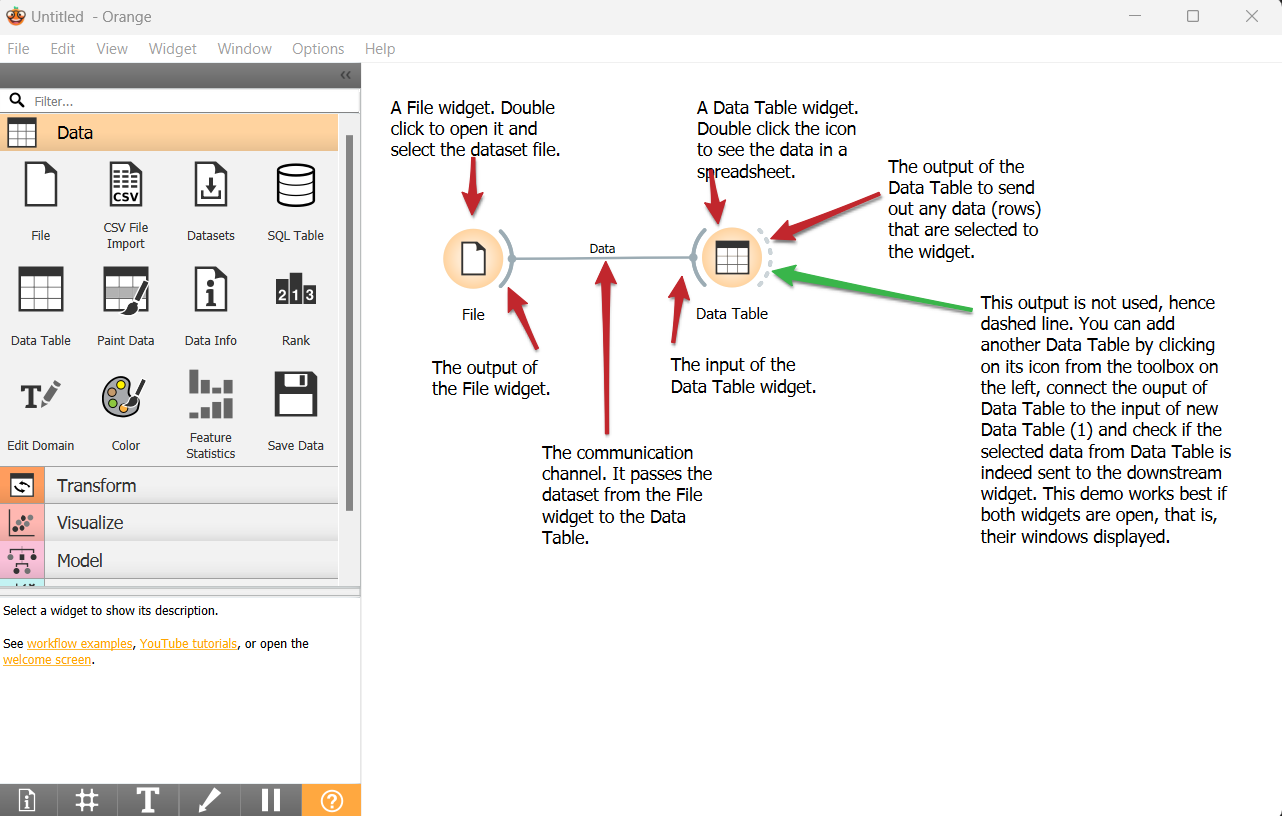 Untitled - Orange
File Edit View Widget Window Options Help
Filter...
Data
File
CSV
CSV File
Import
Datasets
SQL Table
Data Table
Paint Data
Data Info
2 1 3
Rank
T
Edit Domain
Color
Feature
Statistics
Save Data
Transform
Visualize
Model
Select a widget to show its description.
See workflow examples, YouTube tutorials, or open the
welcome screen.
T
?
A File widget. Double
click to open it and
select the dataset file.
A Data Table widget.
Double click the icon
to see the data in a
spreadsheet.
The output of the
Data Table to send
out any data (rows)
that are selected to
the widget.
Data
File
Data Table
The output of
the File widget.
The input of the
Data Table widget.
The communication
channel. It passes the
dataset from the File
widget to the Data
Table.
This output is not used, hence
dashed line. You can add
another Data Table by clicking
on its icon from the toolbox on
the left, connect the ouput of
Data Table to the input of new
Data Table (1) and check if the
selected data from Data Table is
indeed sent to the downstream
widget. This demo works best if
both widgets are open, that is,
their windows displayed.